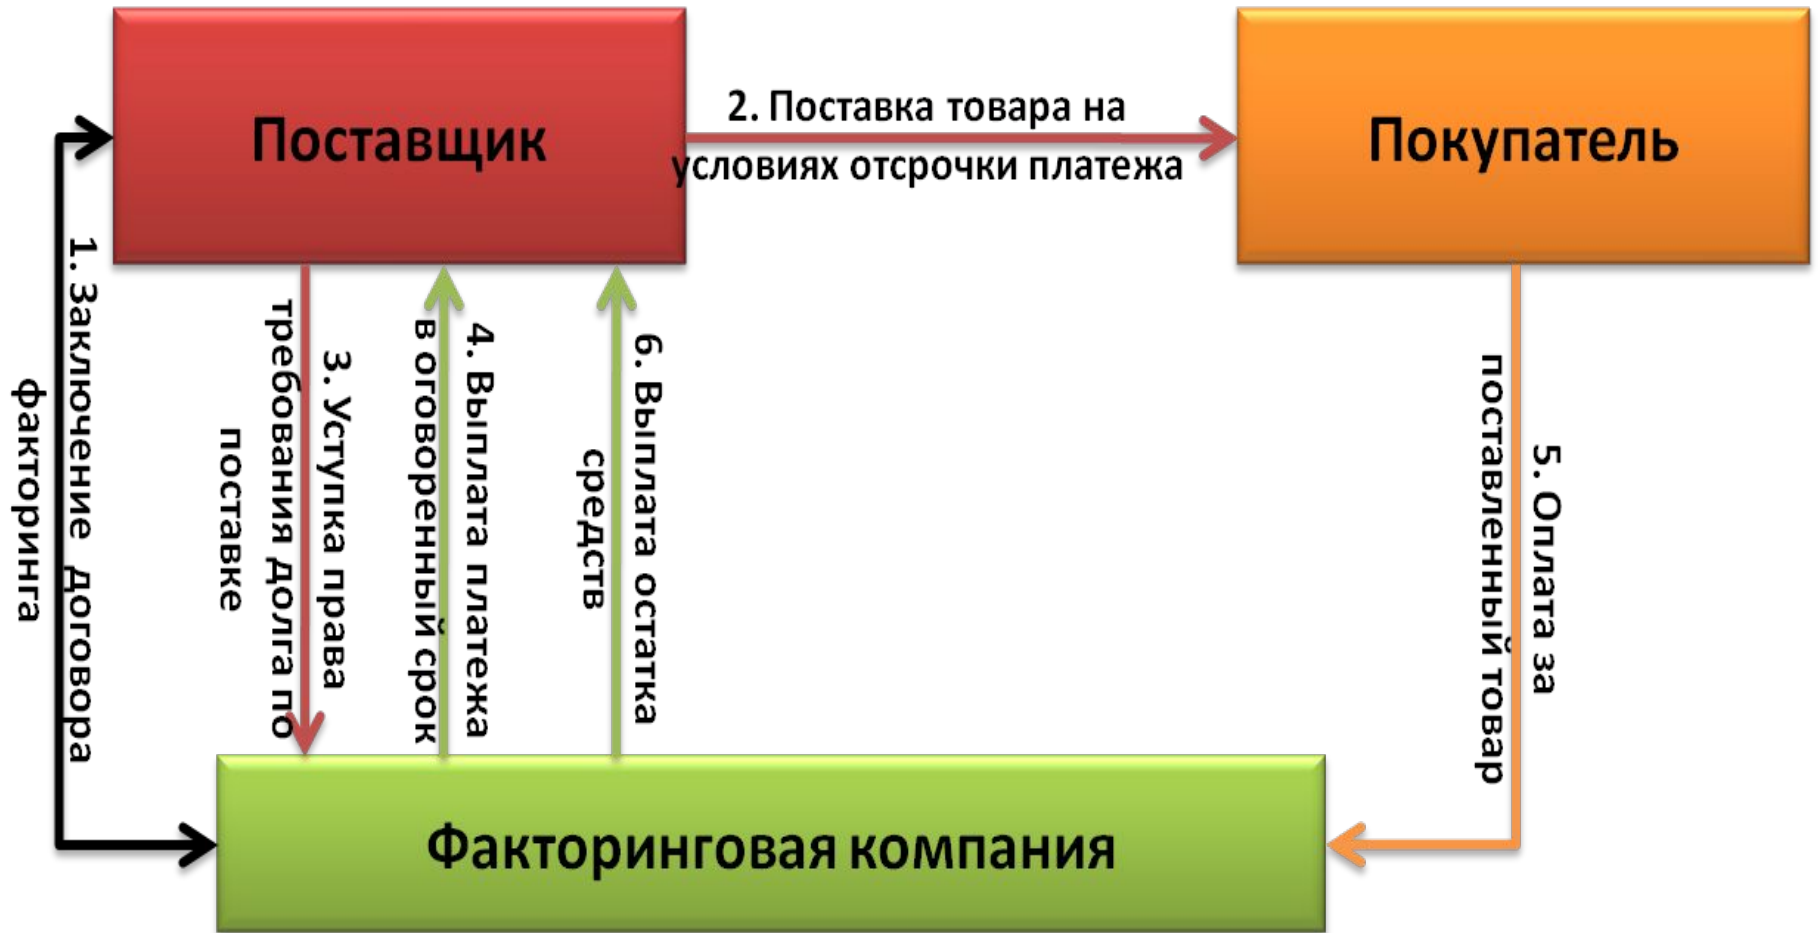 Поставщик
2. Поставка товара на
условиях отсрочки платежа
Покупатель
1. Заключение договора
факторинга
3. Уступка права
требования долга по
поставке
4. Выплата платежа
в оговоренный срок
6. Выплата остатка
средств
5. Оплата за
поставленный товар
Факторинговая компания